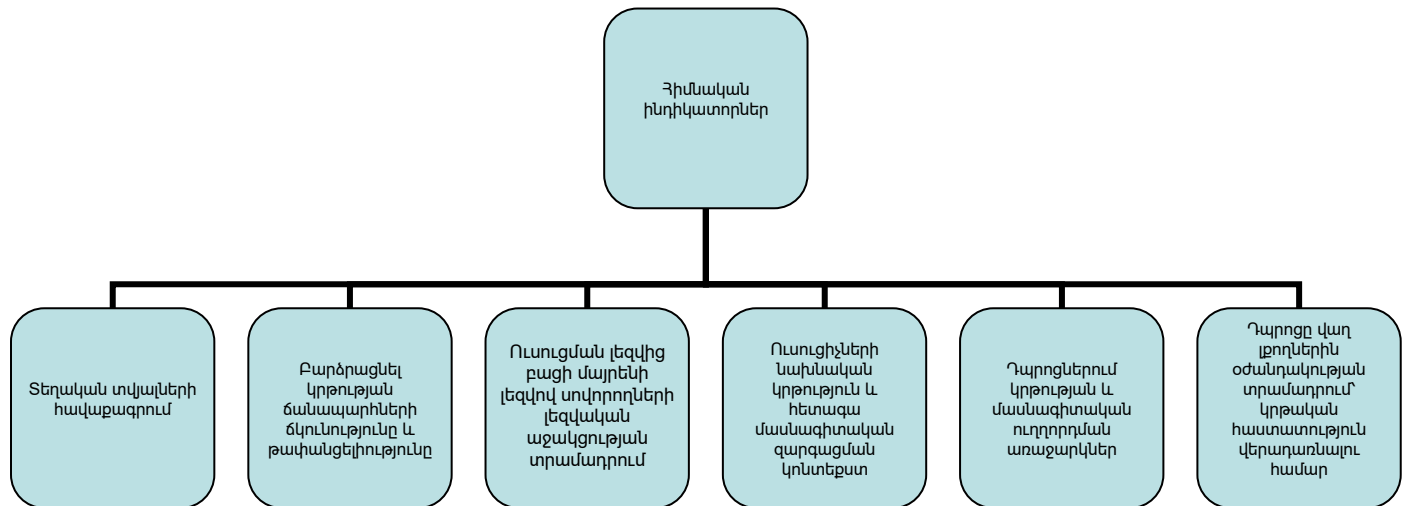 Հիմնական
ինդիկատորներ
Տեղական տվյալների
հավաքագրում
Բարձրացնել
կրթության
ճանապարհների
ճկունությունը և
թափանցելիությունը
Ուսուցման լեզվից
բացի մայրենի
լեզվով սովորողների
լեզվական
աջակցության
տրամադրում
Ուսուցիչների
նախնական
կրթություն և
հետագա
մասնագիտական
զարգացման
կոնտեքստ
Դպրոցներում
կրթության և
մասնագիտական
ուղղորդման
առաջարկներ
Դպրոցը վաղ
լքողներին
օժանդակության
տրամադրում՝
կրթական
հաստատություն
վերադառնալու
համար